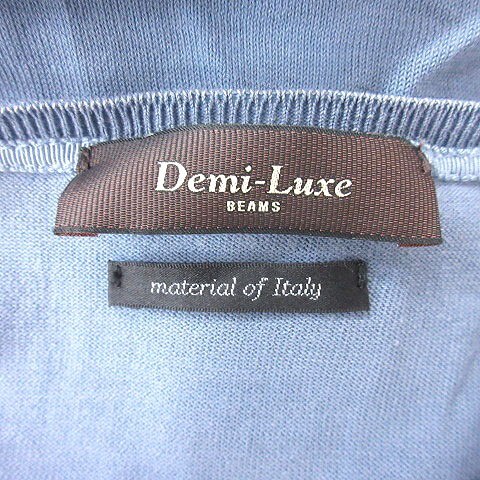 Demi-Luxe
BEAMS
material of Italy